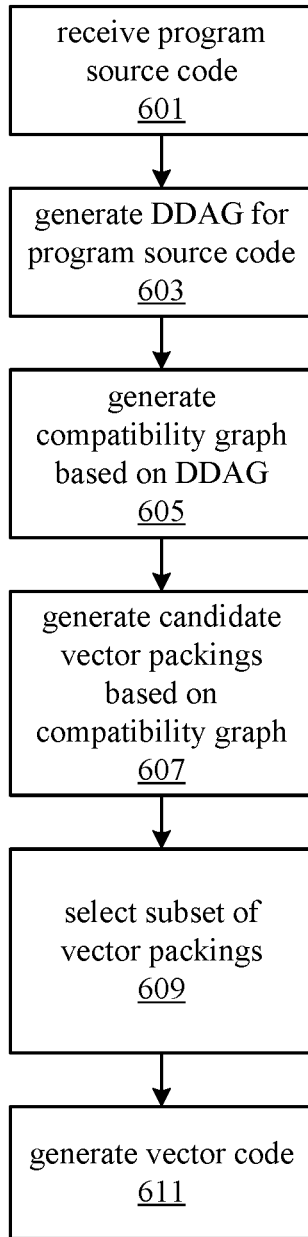 receive program
source code
601
generate DDAG for
program source code
603
generate
compatibility graph
based on DDAG
605
generate candidate
vector packings
based on
compatibility graph
607
select subset of
vector packings
609
generate vector code
611